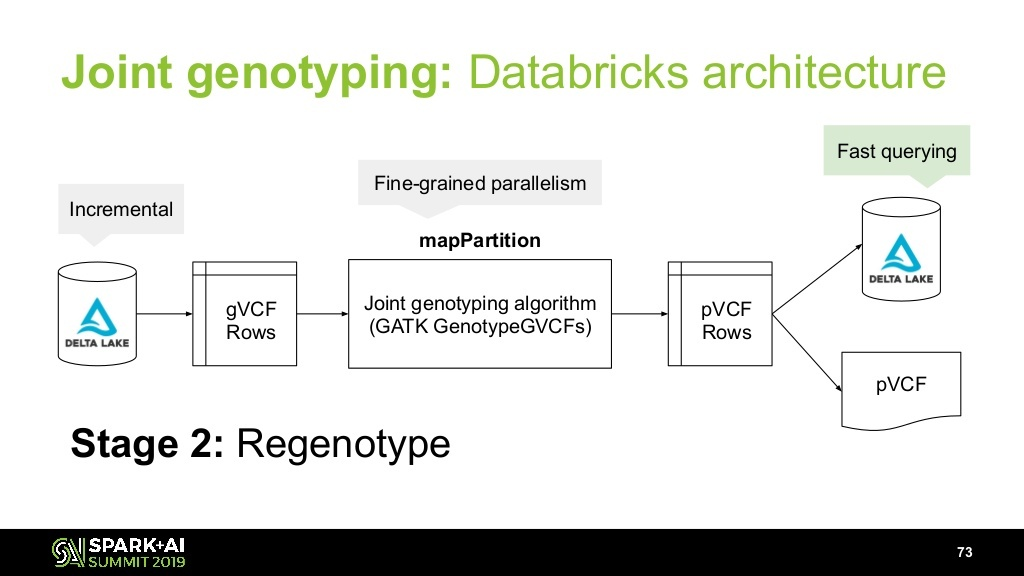 Joint genotyping: Databricks architecture
Fast querying
Fine-grained parallelism
Incremental
mapPartition
DELTA LAKE
gVCF
Rows
Joint genotyping algorithm
(GATK GenotypeGVCFs)
pVCF
Rows
DELTA LAKE
pVCF
Stage 2: Regenotype
SPARK+AI
SUMMIT 2019
73